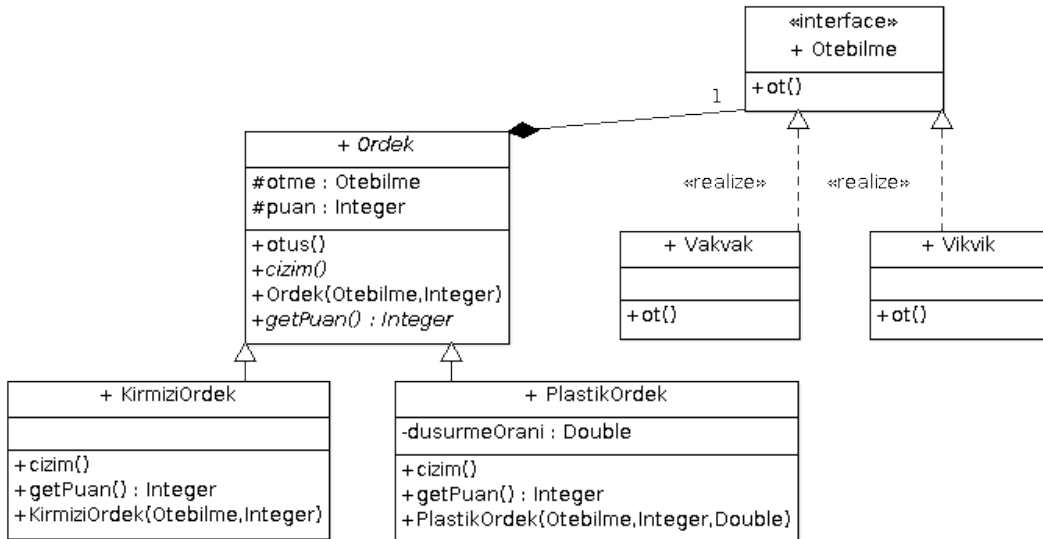 «interface»
+ Otebilme
+ot()
1
+ Ordek
#otme : Otebilme
#puan : Integer
+otus()
+cizim()
+Ordek(Otebilme,Integer)
+getPuan() : Integer
«realize»
«realize»
+ Vakvak
+ot()
+ Vikvik
+ot()
+ KirmiziOrdek
+cizim()
+getPuan() : Integer
+KirmiziOrdek(Otebilme,Integer)
+ PlastikOrdek
-dusurmeOrani : Double
+cizim()
+getPuan() : Integer
+PlastikOrdek(Otebilme,Integer,Double)